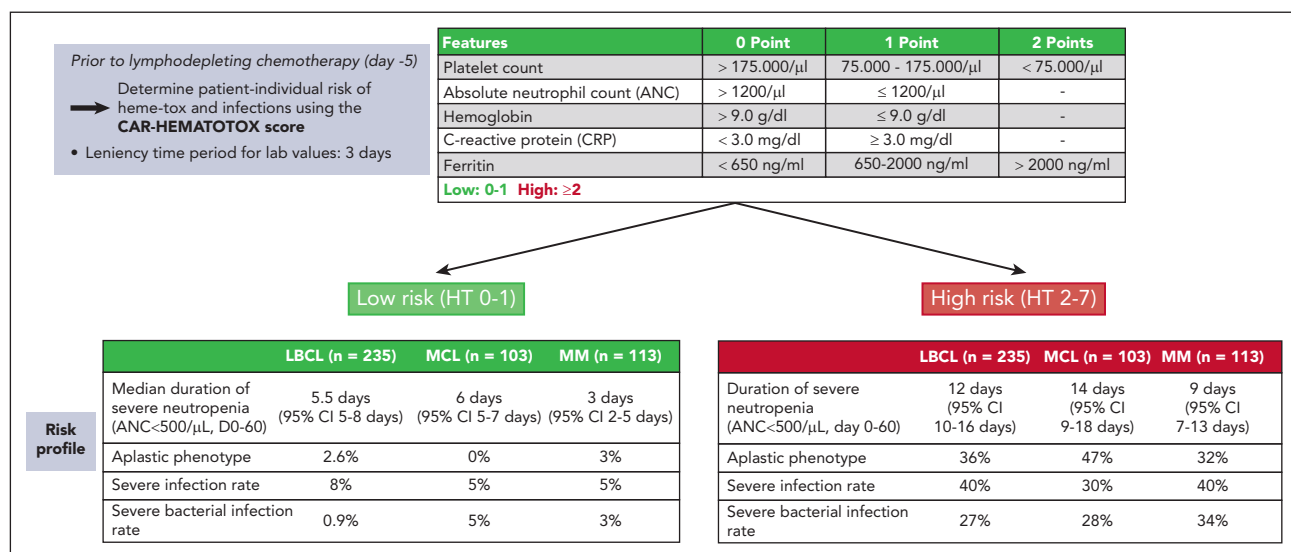 Prior to lymphodepleting chemotherapy (day -5)
Determine patient-individual risk of
heme-tox and infections using the
CAR-HEMATOTOX score
• Leniency time period for lab values: 3 days
Features 0 Point 1 Point 2 Points
Platelet count > 175.000/µl 75.000 - 175.000/µl < 75.000/µl
Absolute neutrophil count (ANC) > 1200/µl ≤ 1200/µl -
Hemoglobin > 9.0 g/dl ≤ 9.0 g/dl -
C-reactive protein (CRP) < 3.0 mg/dl ≥ 3.0 mg/dl -
Ferritin < 650 ng/ml 650-2000 ng/ml > 2000 ng/ml
Low: 0-1 High: ≥2
Low risk (HT 0-1)
High risk (HT 2-7)
Risk
profile
LBCL (n = 235) MCL (n = 103) MM (n = 113)
Median duration of
severe neutropenia
(ANC<500/µL, D0-60)
5.5 days
(95% CI 5-8 days)
6 days
(95% CI 5-7 days)
3 days
(95% CI 2-5 days)
Aplastic phenotype 2.6% 0% 3%
Severe infection rate 8% 5% 5%
Severe bacterial infection
rate
0.9% 5% 3%
LBCL (n = 235) MCL (n = 103) MM (n = 113)
Duration of severe
neutropenia
(ANC<500/µL, day 0-60)
12 days
(95% CI
10-16 days)
14 days
(95% CI
9-18 days)
9 days
(95% CI
7-13 days)
Aplastic phenotype 36% 47% 32%
Severe infection rate 40% 30% 40%
Severe bacterial infection
rate
27% 28% 34%